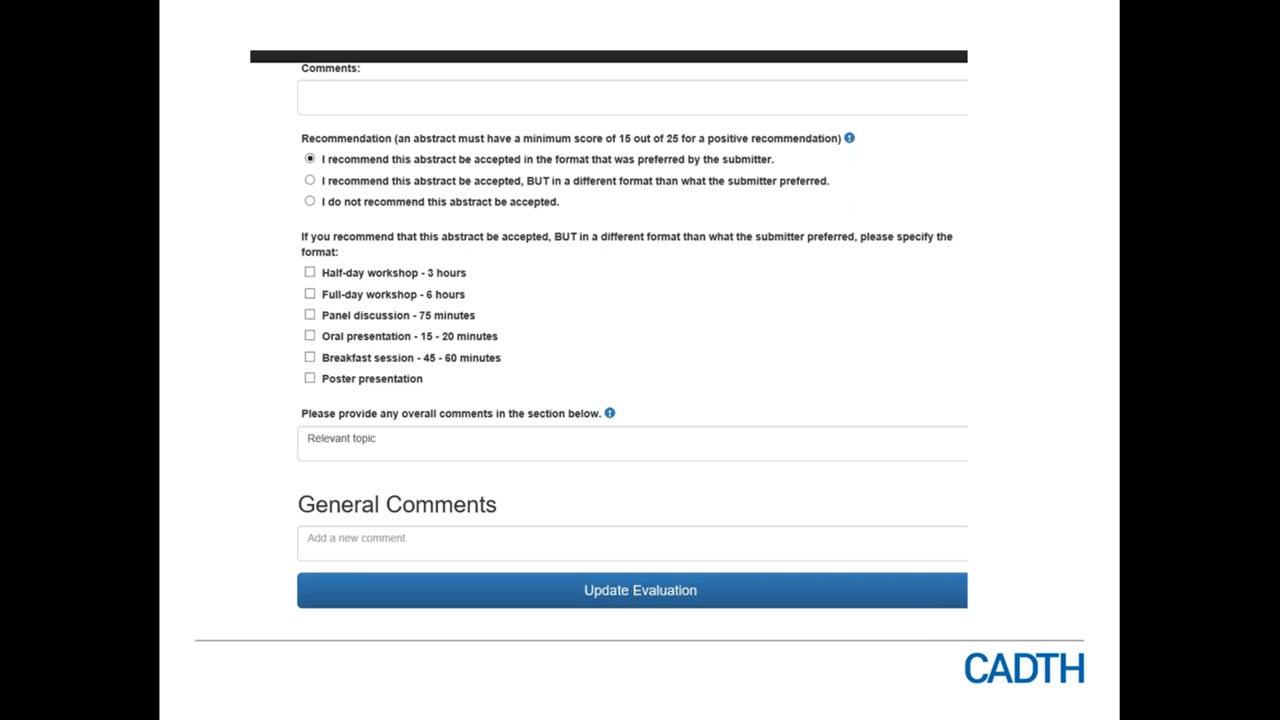 Comments:
Recommendation (an abstract must have a minimum score of 15 out of 25 for a positive recommendation)
I recommend this abstract be accepted in the format that was preferred by the submitter.
I recommend this abstract be accepted, BUT in a different format than what the submitter preferred.
I do not recommend this abstract be accepted.
If you recommend that this abstract be accepted, BUT in a different format than what the submitter preferred, please specify the
format:
Half-day workshop - 3 hours
Full-day workshop - 6 hours
Panel discussion - 75 minutes
Oral presentation - 15 - 20 minutes
Breakfast session - 45 - 60 minutes
Poster presentation
Please provide any overall comments in the section below.
Relevant topic
General Comments
Add a new comment
Update Evaluation
CADTH